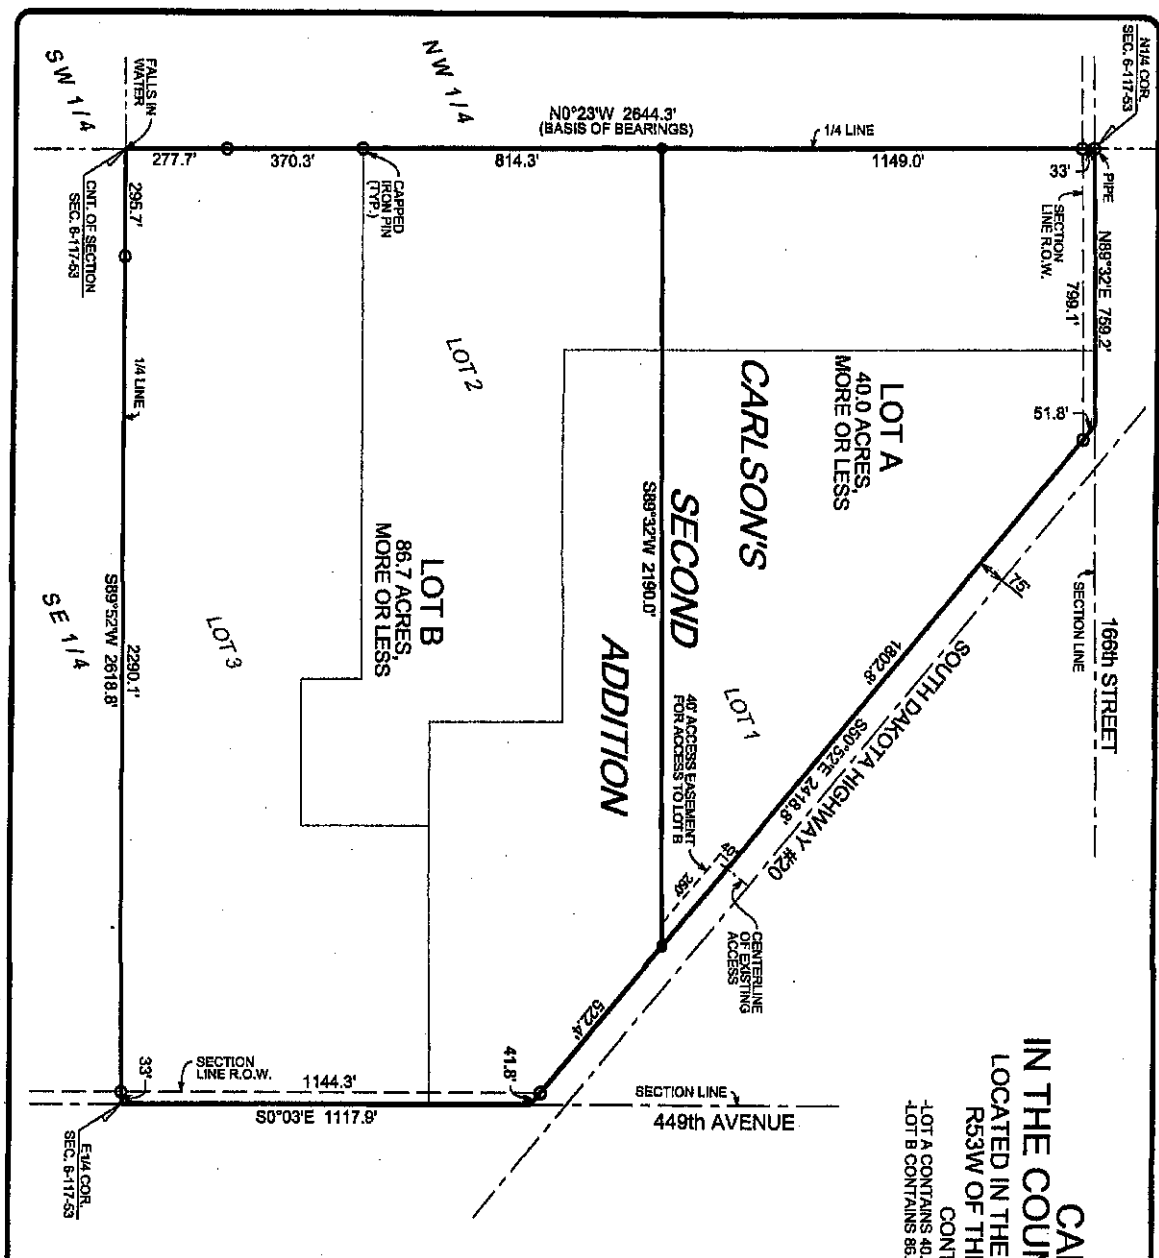 N1/4 COR.
SEC. 6-117-53
PIPE
N89°32'E 759.2'
33'
SECTION
LINE R.O.W.
799.1'
51.8'
166th STREET
SECTION LINE
75'
NW 1/4
N0°23'W 2644.3'
(BASIS OF BEARINGS)
1/4 LINE
1149.0'
814.3'
370.3'
277.7'
CAPPED
IRON PIN
(TYP.)
SW 1/4
FALLS IN
WATER
CNT. OF SECTION
SEC. 6-117-53
295.7'
1/4 LINE
LOT A
40.0 ACRES,
MORE OR LESS
CARLSON'S
SECOND
ADDITION
S89°32'W 2190.0'
LOT 1
LOT 2
LOT 3
LOT B
86.7 ACRES,
MORE OR LESS
1802.8'
S50°52'E 2418.8'
SOUTH DAKOTA HIGHWAY #20
40' ACCESS EASEMENT
FOR ACCESS TO LOT B
40'
260'
CENTERLINE
OF EXISTING
ACCESS
522.4'
41.8'
SE 1/4
2290.1'
S89°52'W 2618.8'
33'
SECTION
LINE R.O.W.
1144.3'
S0°03'E 1117.9'
SECTION LINE
449th AVENUE
E1/4 COR.
SEC. 6-117-53
CA
IN THE COUN
LOCATED IN THE
R53W OF THE
CONT
-LOT A CONTAINS 40.
-LOT B CONTAINS 86.